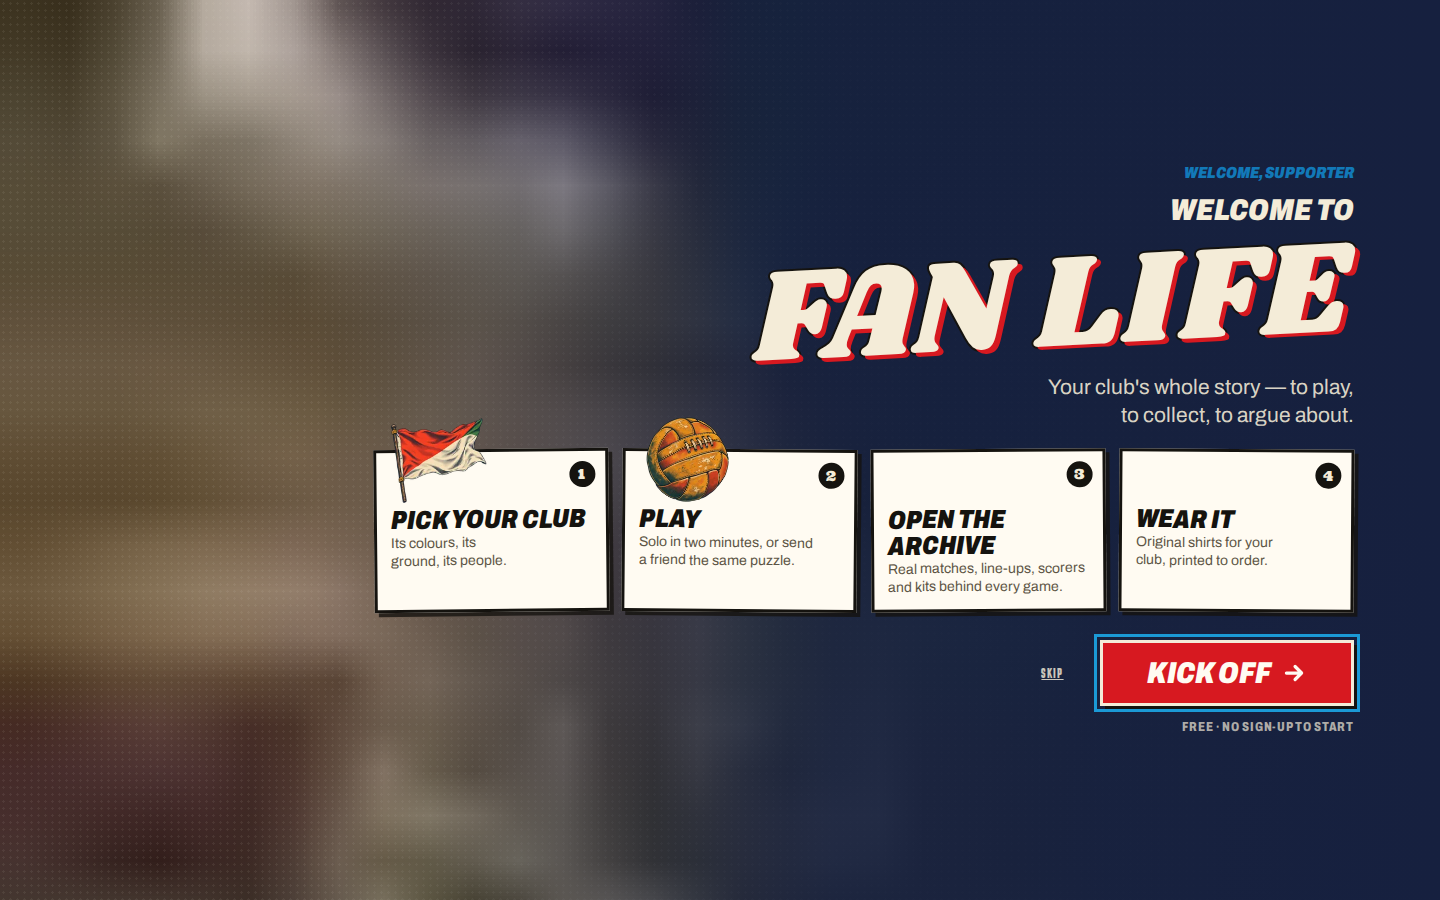 WELCOME, SUPPORTER
WELCOME TO
FAN LIFE
Your club's whole story — to play,
to collect, to argue about.
1
PICK YOUR CLUB
Its colours, its
ground, its people.
2
PLAY
Solo in two minutes, or send
a friend the same puzzle.
3
OPEN THE
ARCHIVE
Real matches, line-ups, scorers
and kits behind every game.
4
WEAR IT
Original shirts for your
club, printed to order.
SKIP
KICK OFF →
FREE · NO SIGN-UP TO START